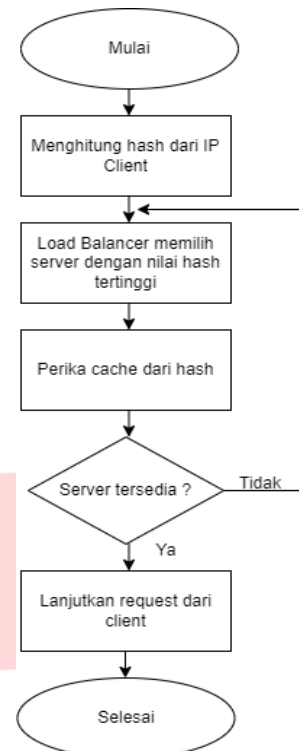 Mulai
Menghitung hash dari IP
Client
Load Balancer memilih
server dengan nilai hash
tertinggi
Perika cache dari hash
Server tersedia ?
Tidak
Ya
Lanjutkan request dari
client
Selesai